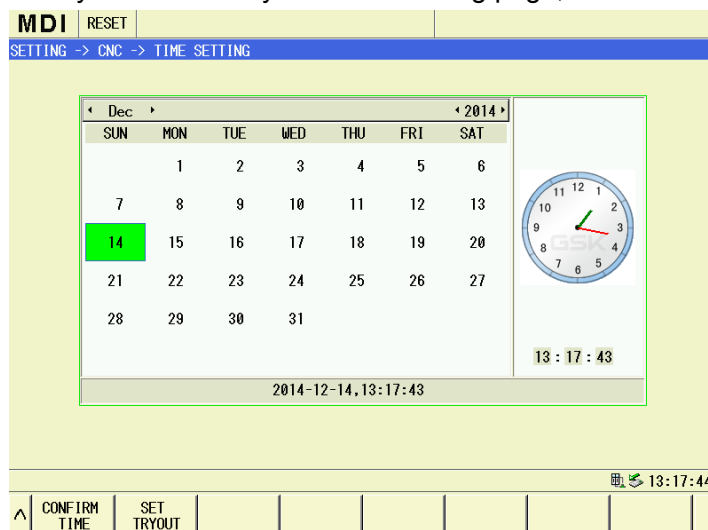 MDI RESET
SETTING -> CNC -> TIME SETTING
Dec 2014
SUN MON TUE WED THU FRI SAT
1 2 3 4 5 6
7 8 9 10 11 12 13
14 15 16 17 18 19 20
21 22 23 24 25 26 27
28 29 30 31
12 1 2 3 4 5 6 7 8 9 10 11
GSK
13 : 17 : 43
2014-12-14,13:17:43
13:17:44
^ CONFIRM TIME SET TRYOUT